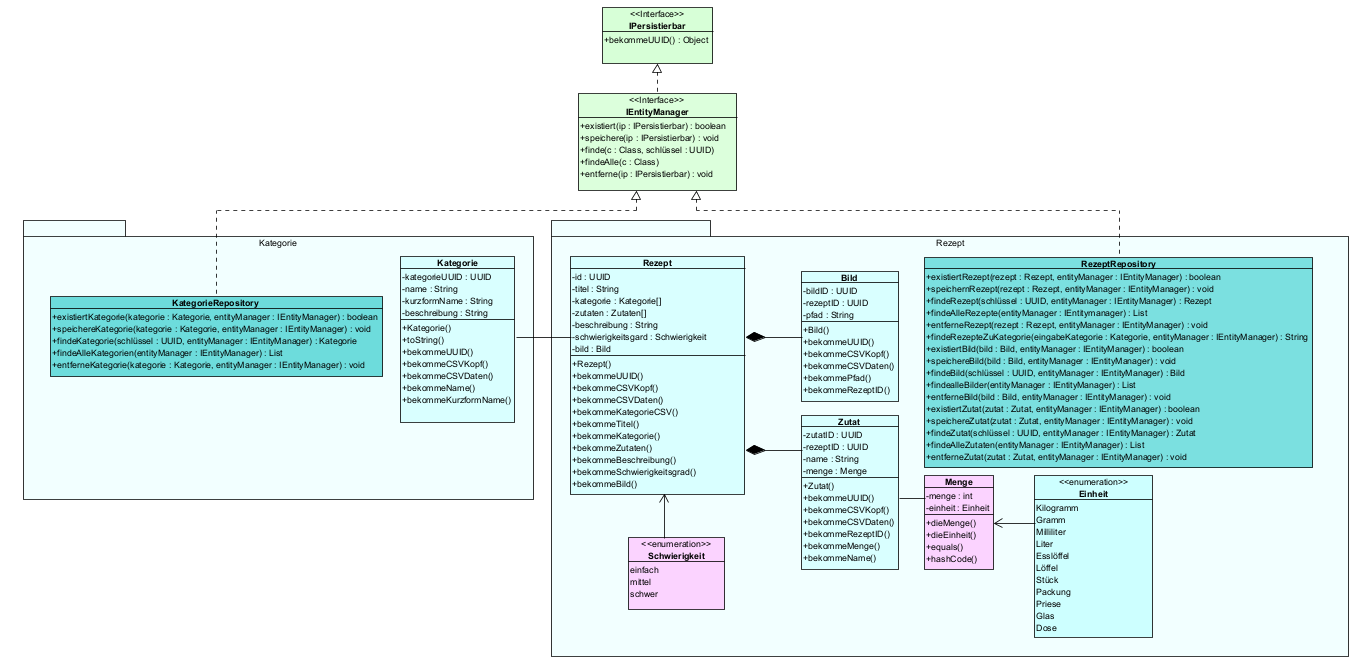 <<Interface>>
IPersistierbar
+bekommeUUID() : Object
<<Interface>>
IEntityManager
+existiert(ip : IPersistierbar) : boolean
+speichere(ip : IPersistierbar) : void
+finde(c : Class, schlüssel : UUID)
+findeAlle(c : Class)
+entferne(ip : IPersistierbar) : void
Kategorie
KategorieRepository
+existiertKategorie(kategorie : Kategorie, entityManager : IEntityManager) : boolean
+speichereKategorie(kategorie : Kategorie, entityManager : IEntityManager) : void
+findeKategorie(schlüssel : UUID, entityManager : IEntityManager) : Kategorie
+findeAlleKategorien(entityManager : IEntityManager) : List
+entferneKategorie(kategorie : Kategorie, entityManager : IEntityManager) : void
Kategorie
-kategorieUUID : UUID
-name : String
-kurzformName : String
-beschreibung : String
+Kategorie()
+toString()
+bekommeUUID()
+bekommeCSVKopf()
+bekommeCSVDaten()
+bekommeName()
+bekommeKurzformName()
Rezept
Rezept
-id : UUID
-titel : String
-kategorie : Kategorie[]
-zutaten : Zutaten[]
-beschreibung : String
-schwierigkeitsgard : Schwierigkeit
-bild : Bild
+Rezept()
+bekommeUUID()
+bekommeCSVKopf()
+bekommeCSVDaten()
+bekommeKategorieCSV()
+bekommeTitel()
+bekommeKategorie()
+bekommeZutaten()
+bekommeBeschreibung()
+bekommeSchwierigkeitsgrad()
+bekommeBild()
Bild
-bildID : UUID
-rezeptID : UUID
-pfad : String
+Bild()
+bekommeUUID()
+bekommeCSVKopf()
+bekommeCSVDaten()
+bekommePfad()
+bekommeRezeptID()
RezeptRepository
+existiertRezept(rezept : Rezept, entityManager : IEntityManager) : boolean
+speichernRezept(rezept : Rezept, entityManager : IEntityManager) : void
+findeRezept(schlüssel : UUID, entityManager : IEntityManager) : Rezept
+findeAlleRezepte(entityManager : IEntityManager) : List
+entferneRezept(rezept : Rezept, entityManager : IEntityManager) : void
+findeRezepteZuKategorie(eingabeKategorie : Kategorie, entityManager : IEntityManager) : String
+existiertBild(bild : Bild, entityManager : IEntityManager) : boolean
+speichereBild(bild : Bild, entityManager : IEntityManager) : void
+findeBild(schlüssel : UUID, entityManager : IEntityManager) : Bild
+findealleBilder(entityManager : IEntityManager) : List
+entferneBild(bild : Bild, entityManager : IEntityManager) : void
+existiertZutat(zutat : Zutat, entityManager : IEntityManager) : boolean
+speichereZutat(zutat : Zutat, entityManager : IEntityManager) : void
+findeZutat(schlüssel : UUID, entityManager : IEntityManager) : Zutat
+findeAlleZutaten(entityManager : IEntityManager) : List
+entferneZutat(zutat : Zutat, entityManager : IEntityManager) : void
Zutat
-zutatID : UUID
-rezeptID : UUID
-name : String
-menge : Menge
+Zutat()
+bekommeUUID()
+bekommeCSVKopf()
+bekommeCSVDaten()
+bekommeRezeptID()
+bekommeMenge()
+bekommeName()
Menge
-menge : int
-einheit : Einheit
+dieMenge()
+dieEinheit()
+equals()
+hashCode()
<<enumeration>>
Einheit
Kilogramm
Gramm
Milliliter
Liter
Esslöffel
Löffel
Stück
Packung
Priese
Glas
Dose
<<enumeration>>
Schwierigkeit
einfach
mittel
schwer